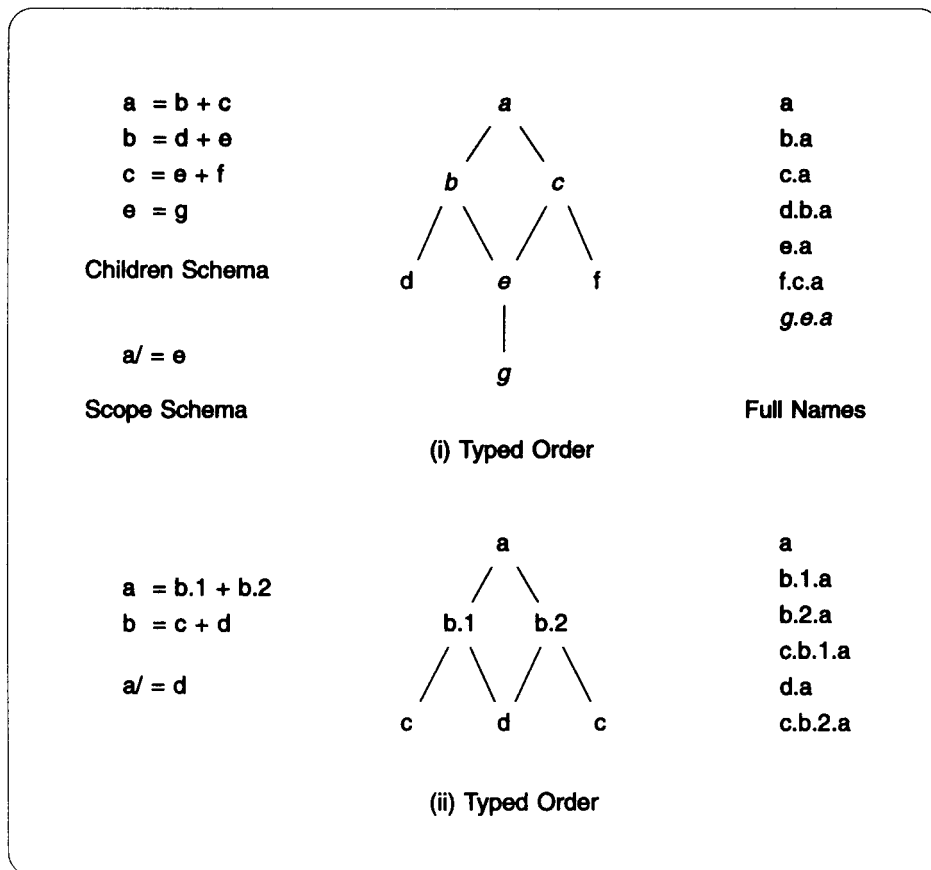 a = b + c
b = d + e
c = e + f
e = g
Children Schema
a/ = e
Scope Schema
a
b c
d e f
g
(i) Typed Order
a
b.a
c.a
d.b.a
e.a
f.c.a
g.e.a
Full Names
a = b.1 + b.2
b = c + d
a/ = d
a
b.1 b.2
c d c
(ii) Typed Order
a
b.1.a
b.2.a
c.b.1.a
d.a
c.b.2.a